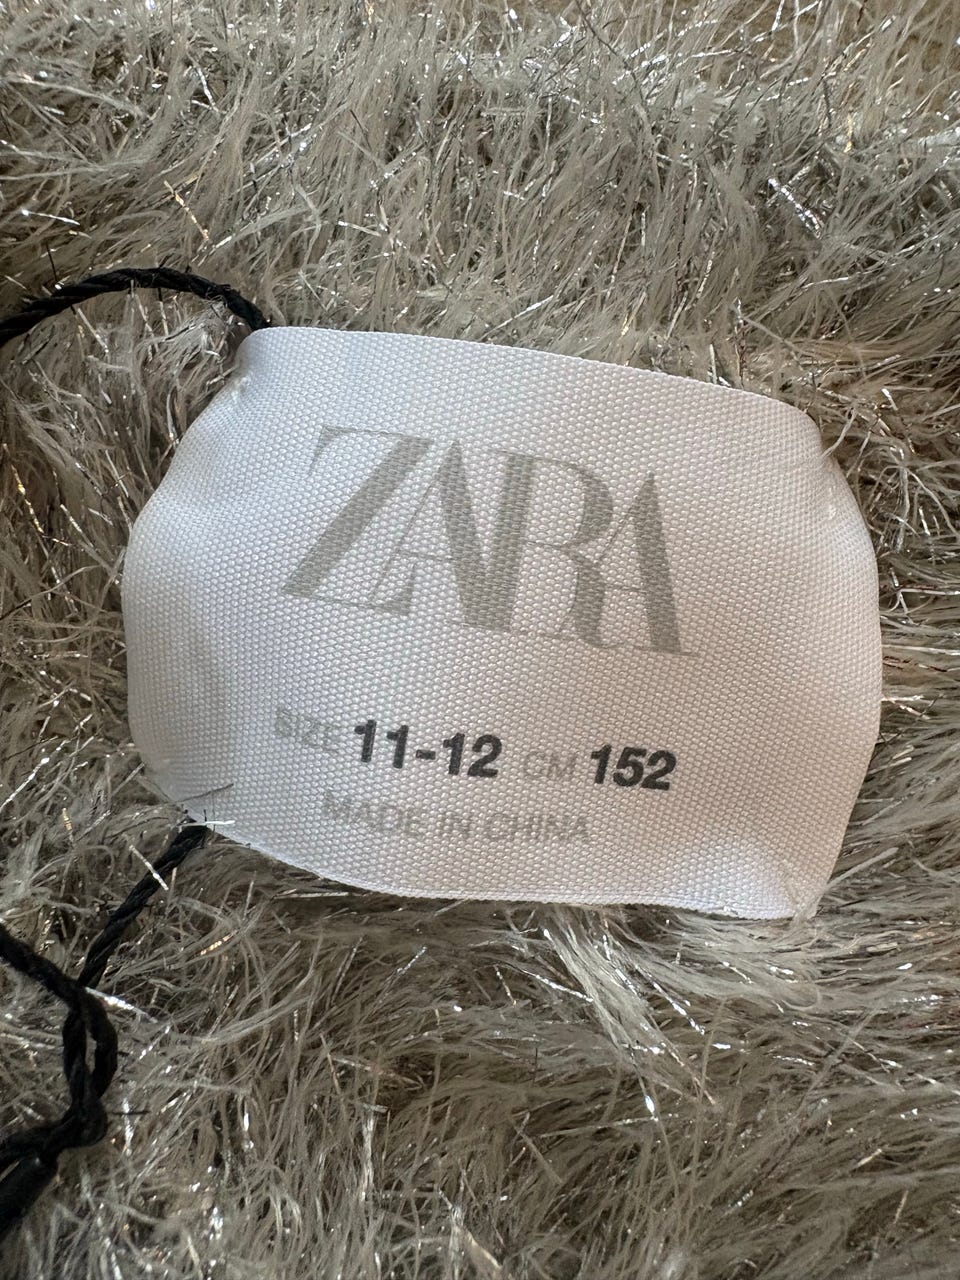 ZARA
SIZE 11-12 CM 152
MADE IN CHINA